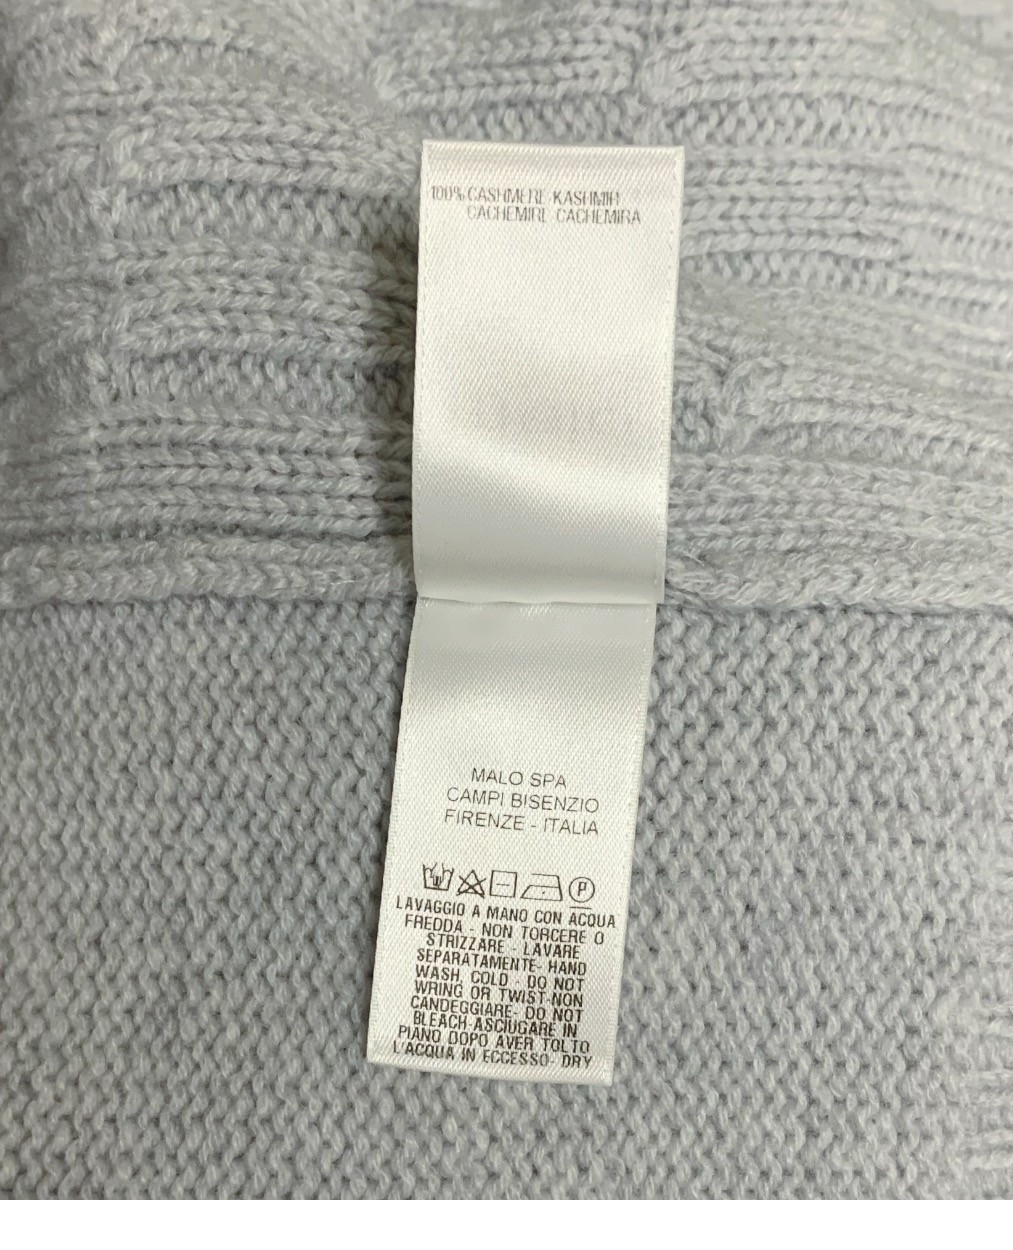 100% CASHMERE-KASHMIR
CACHEMIRE-CACHEMIRA
MALO SPA
CAMPI BISENZIO
FIRENZE - ITALIA
P
LAVAGGIO A MANO CON ACQUA
FREDDA - NON TORCERE O
STRIZZARE - LAVARE
SEPARATAMENTE- HAND
WASH, COLD - DO NOT
WRING OR TWIST-NON
CANDEGGIARE- DO NOT
BLEACH-ASCIUGARE IN
PIANO DOPO AVER TOLTO
L'ACQUA IN ECCESSO- DRY